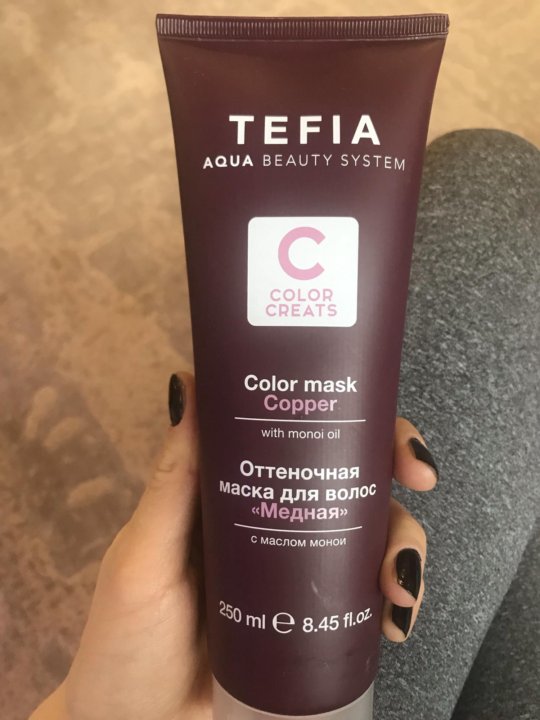 TEFIA
AQUA BEAUTY SYSTEM
C
COLOR
CREATS
Color mask
Copper
with monoi oil
Оттеночная
маска для волос
«Медная»
с маслом монои
250 ml ℮ 8.45 fl.oz.